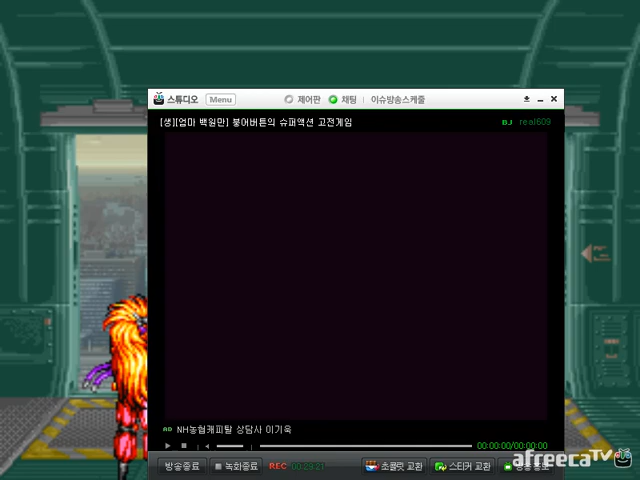 스튜디오 Menu 제어판 채팅 이슈방송스케줄
[생][엄마 백일만] 붕어버튼의 슈퍼액션 고전게임 BJ real609
AD NH농협캐피탈 상담사 이기욱
00:00:00/00:00:00
방송종료 녹화종료 REC 00:23:21 초콜릿 교환 스티커 교환
afreecaTV